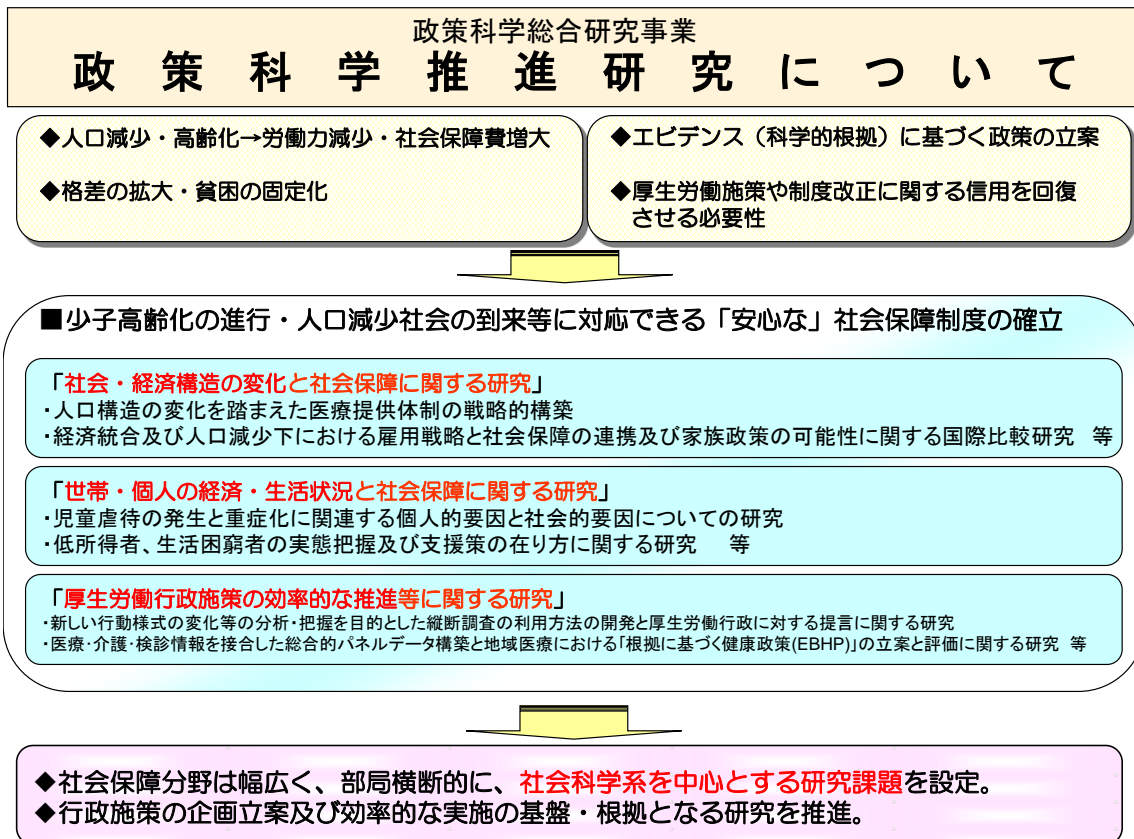 政策科学総合研究事業
政策科学推進研究について
◆人口減少・高齢化→労働力減少・社会保障費増大
◆格差の拡大・貧困の固定化
◆エビデンス（科学的根拠）に基づく政策の立案
◆厚生労働施策や制度改正に関する信用を回復
させる必要性
■少子高齢化の進行・人口減少社会の到来等に対応できる「安心な」社会保障制度の確立
「社会・経済構造の変化と社会保障に関する研究」
・人口構造の変化を踏まえた医療提供体制の戦略的構築
・経済統合及び人口減少下における雇用戦略と社会保障の連携及び家族政策の可能性に関する国際比較研究　等
「世帯・個人の経済・生活状況と社会保障に関する研究」
・児童虐待の発生と重症化に関連する個人的要因と社会的要因についての研究
・低所得者、生活困窮者の実態把握及び支援策の在り方に関する研究　等
「厚生労働行政施策の効率的な推進等に関する研究」
・新しい行動様式の変化等の分析・把握を目的とした縦断調査の利用方法の開発と厚生労働行政に対する提言に関する研究
・医療・介護・検診情報を接合した総合的パネルデータ構築と地域医療における「根拠に基づく健康政策(EBHP)」の立案と評価に関する研究　等
◆社会保障分野は幅広く、部局横断的に、社会科学系を中心とする研究課題を設定。
◆行政施策の企画立案及び効率的な実施の基盤・根拠となる研究を推進。